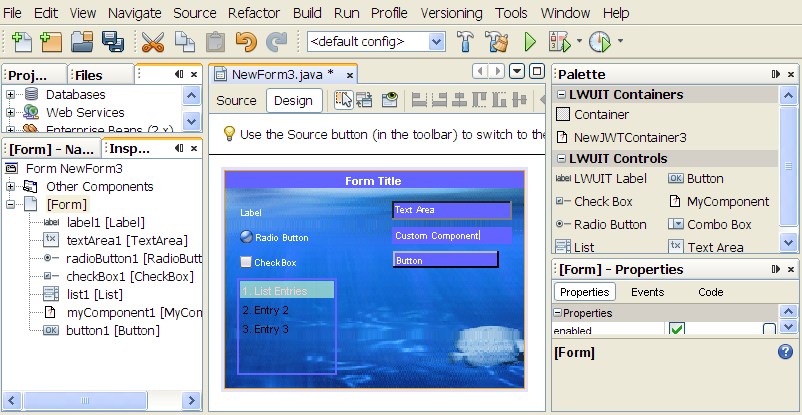 File Edit View Navigate Source Refactor Build Run Profile Versioning Tools Window Help
<default config>
Proj... Files
Databases
Web Services
Enterprise Beans (2.x)
[Form] - Na... Insp...
Form NewForm3
Other Components
[Form]
label1 [Label]
textArea1 [TextArea]
radioButton1 [RadioButt
checkBox1 [CheckBox]
list1 [List]
myComponent1 [MyCom
button1 [Button]
NewForm3.java *
Source Design
Use the Source button (in the toolbar) to switch to the
Form Title
Label Text Area
Radio Button Custom Component
CheckBox Button
1. List Entries
2. Entry 2
3. Entry 3
Palette
LWUIT Containers
Container
NewJWTContainer3
LWUIT Controls
label LWUIT Label OK Button
Check Box MyComponent
Radio Button Combo Box
List Text Area
[Form] - Properties
Properties Events Code
Properties
enabled
[Form]